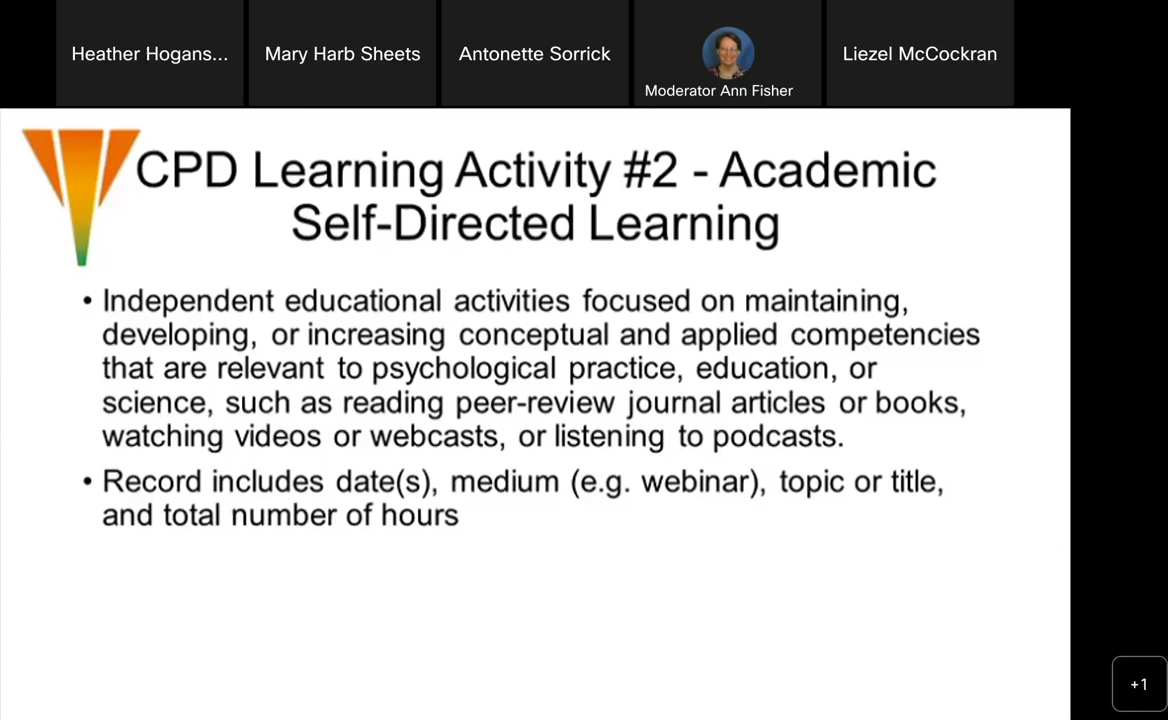 Heather Hogans...
Mary Harb Sheets
Antonette Sorrick
Moderator Ann Fisher
Liezel McCockran
CPD Learning Activity #2 - Academic
Self-Directed Learning
• Independent educational activities focused on maintaining,
developing, or increasing conceptual and applied competencies
that are relevant to psychological practice, education, or
science, such as reading peer-review journal articles or books,
watching videos or webcasts, or listening to podcasts.
• Record includes date(s), medium (e.g. webinar), topic or title,
and total number of hours
+1